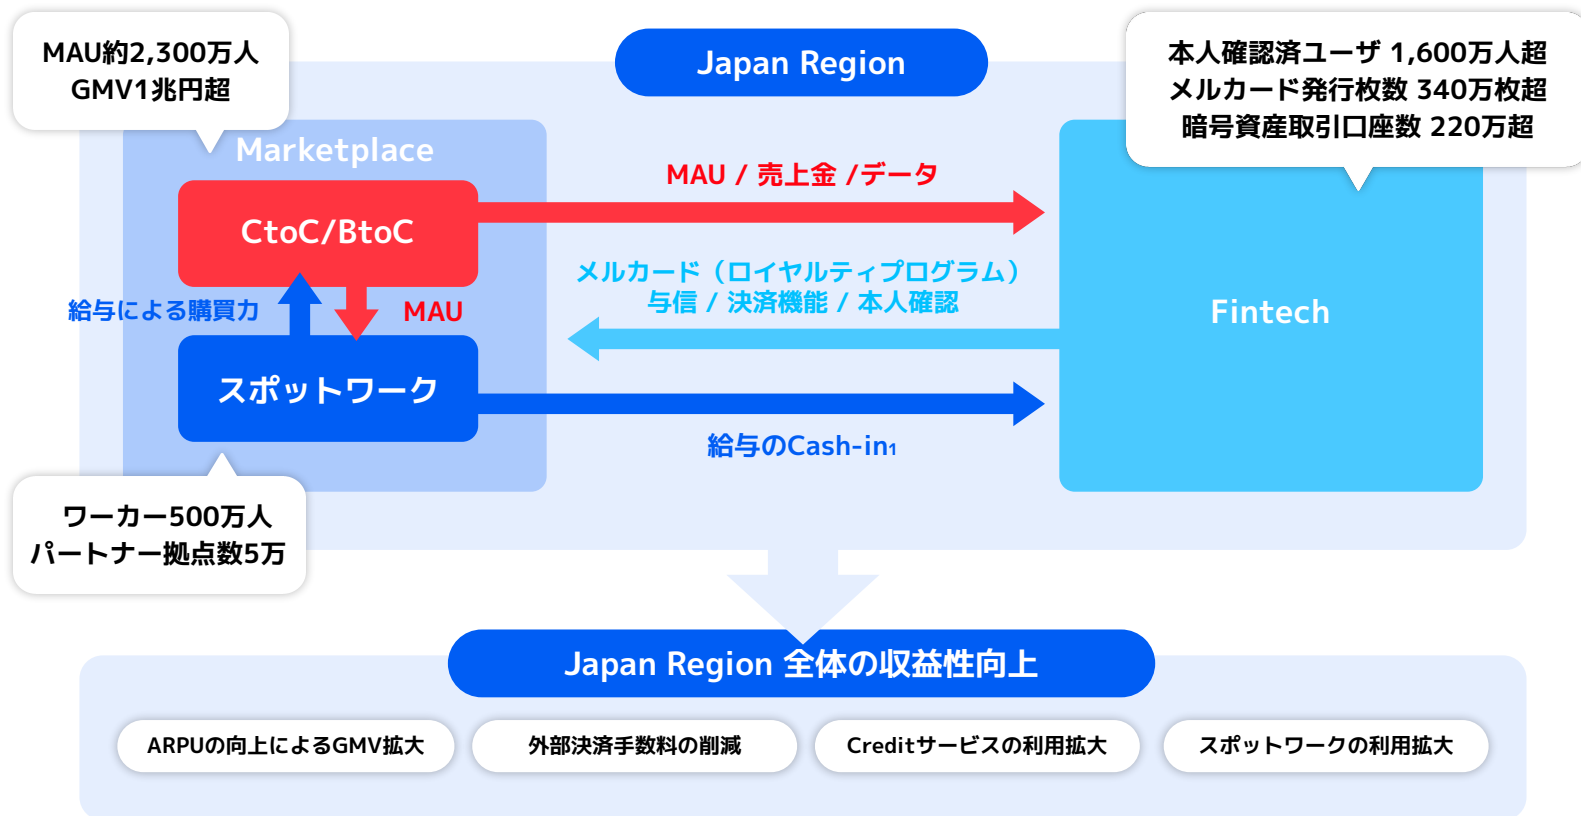 MAU約2,300万人
GMV1兆円超
Japan Region
本人確認済ユーザ 1,600万人超
メルカード発行枚数 340万枚超
暗号資産取引口座数 220万超
Marketplace
MAU / 売上金 /データ
CtoC/BtoC
メルカード（ロイヤルティプログラム）
与信 / 決済機能 / 本人確認
給与による購買力
MAU
Fintech
スポットワーク
給与のCash-in1
ワーカー500万人
パートナー拠点数5万
Japan Region 全体の収益性向上
ARPUの向上によるGMV拡大
外部決済手数料の削減
Creditサービスの利用拡大
スポットワークの利用拡大